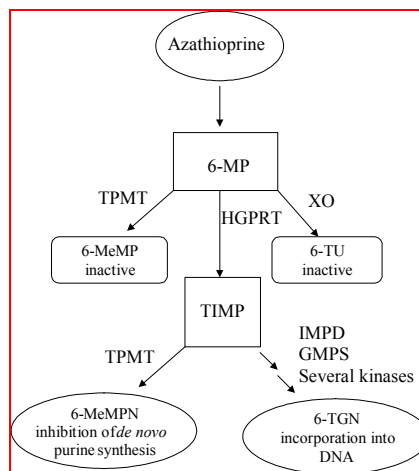 Azathioprine
6-MP
TPMT
HGPRT
XO
6-MeMP
inactive
6-TU
inactive
TIMP
TPMT
IMPD
GMPS
Several kinases
6-MeMPN
inhibition of de novo
purine synthesis
6-TGN
incorporation into
DNA